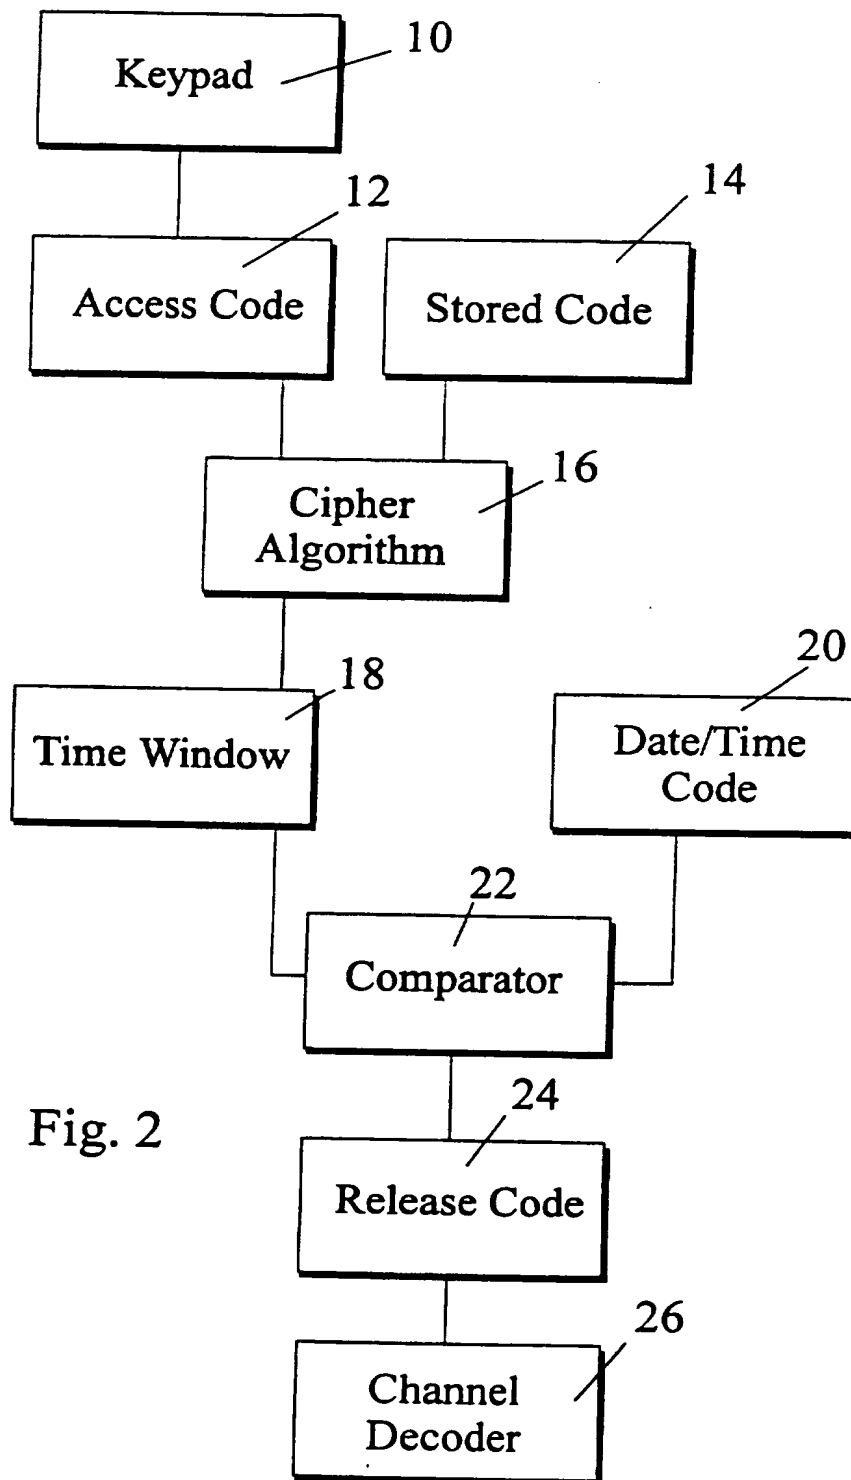 10
Keypad
12
14
Access Code
Stored Code
16
Cipher
Algorithm
18
20
Time Window
Date/Time
Code
22
Comparator
24
Fig. 2
Release Code
26
Channel
Decoder